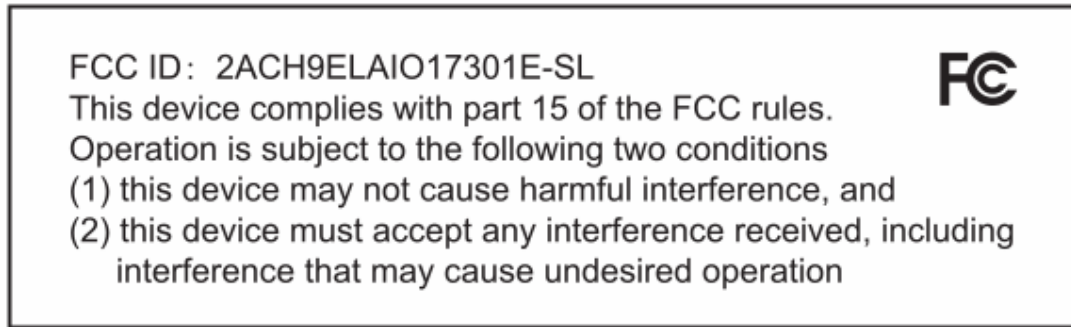 FCC ID： 2ACH9ELAIO17301E-SL
FC
This device complies with part 15 of the FCC rules.
Operation is subject to the following two conditions
(1) this device may not cause harmful interference, and
(2) this device must accept any interference received, including
interference that may cause undesired operation